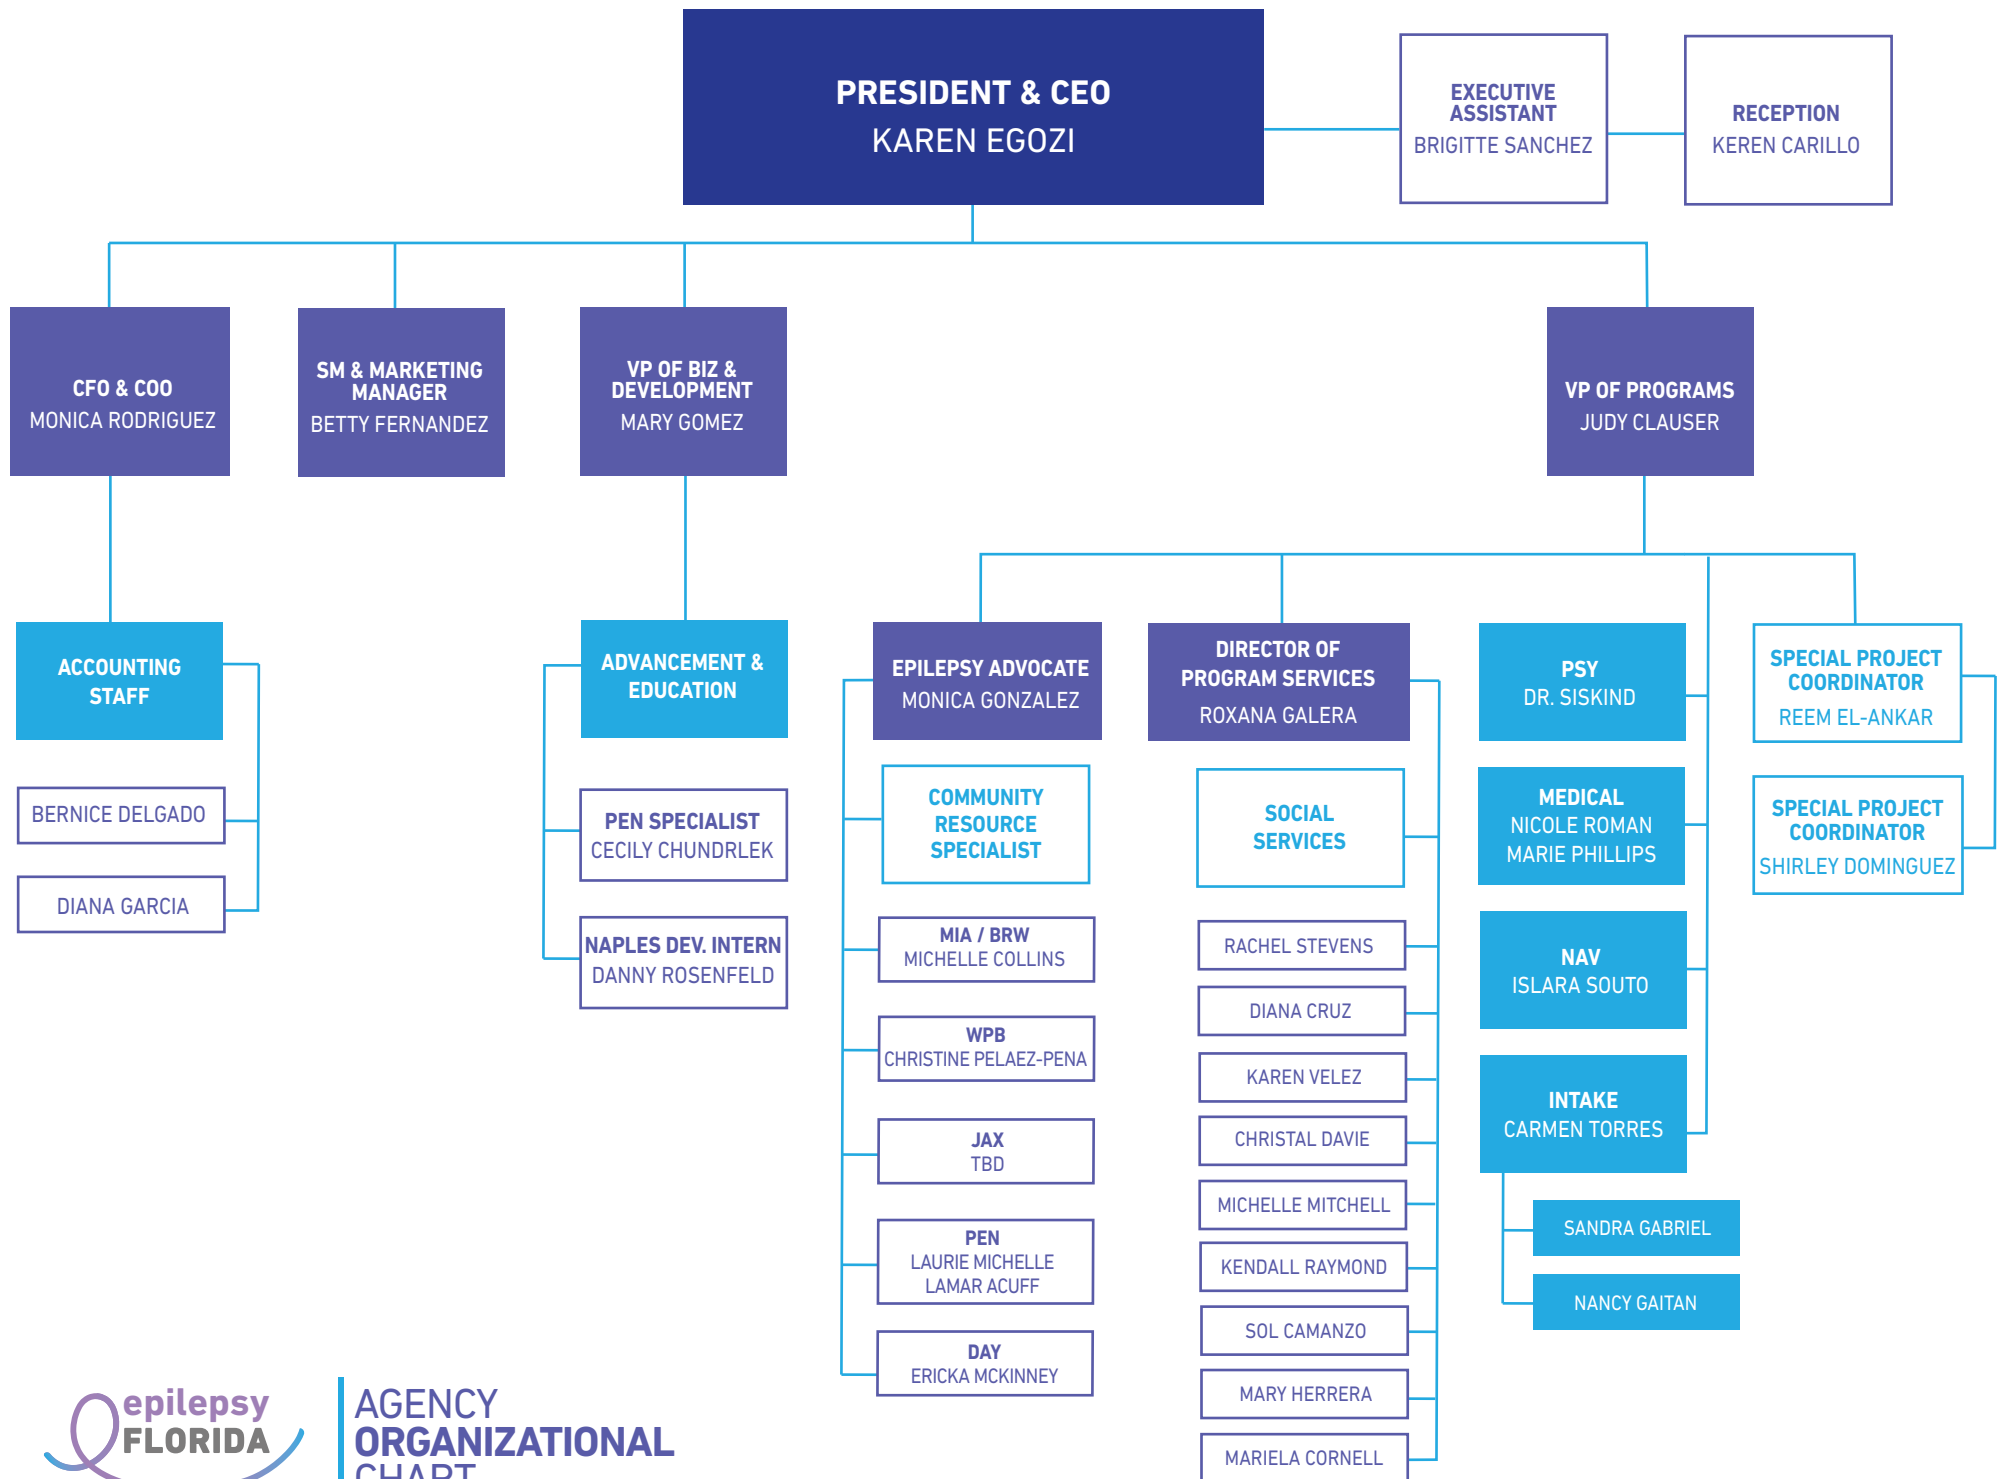 PRESIDENT & CEO
KAREN EGOZI
EXECUTIVE
ASSISTANT
BRIGITTE SANCHEZ
RECEPTION
KEREN CARILLO
CFO & COO
MONICA RODRIGUEZ
SM & MARKETING
MANAGER
BETTY FERNANDEZ
VP OF BIZ &
DEVELOPMENT
MARY GOMEZ
VP OF PROGRAMS
JUDY CLAUSER
ACCOUNTING
STAFF
BERNICE DELGADO
DIANA GARCIA
ADVANCEMENT &
EDUCATION
PEN SPECIALIST
CECILY CHUNDRLEK
NAPLES DEV. INTERN
DANNY ROSENFELD
EPILEPSY ADVOCATE
MONICA GONZALEZ
COMMUNITY
RESOURCE
SPECIALIST
MIA / BRW
MICHELLE COLLINS
WPB
CHRISTINE PELAEZ-PENA
JAX
TBD
PEN
LAURIE MICHELLE
LAMAR ACUFF
DAY
ERICKA MCKINNEY
DIRECTOR OF
PROGRAM SERVICES
ROXANA GALERA
SOCIAL
SERVICES
RACHEL STEVENS
DIANA CRUZ
KAREN VELEZ
CHRISTAL DAVIE
MICHELLE MITCHELL
KENDALL RAYMOND
SOL CAMANZO
MARY HERRERA
MARIELA CORNELL
PSY
DR. SISKIND
MEDICAL
NICOLE ROMAN
MARIE PHILLIPS
NAV
ISLARA SOUTO
INTAKE
CARMEN TORRES
SANDRA GABRIEL
NANCY GAITAN
SPECIAL PROJECT
COORDINATOR
REEM EL-ANKAR
SPECIAL PROJECT
COORDINATOR
SHIRLEY DOMINGUEZ
epilepsy
FLORIDA
AGENCY
ORGANIZATIONAL
CHART